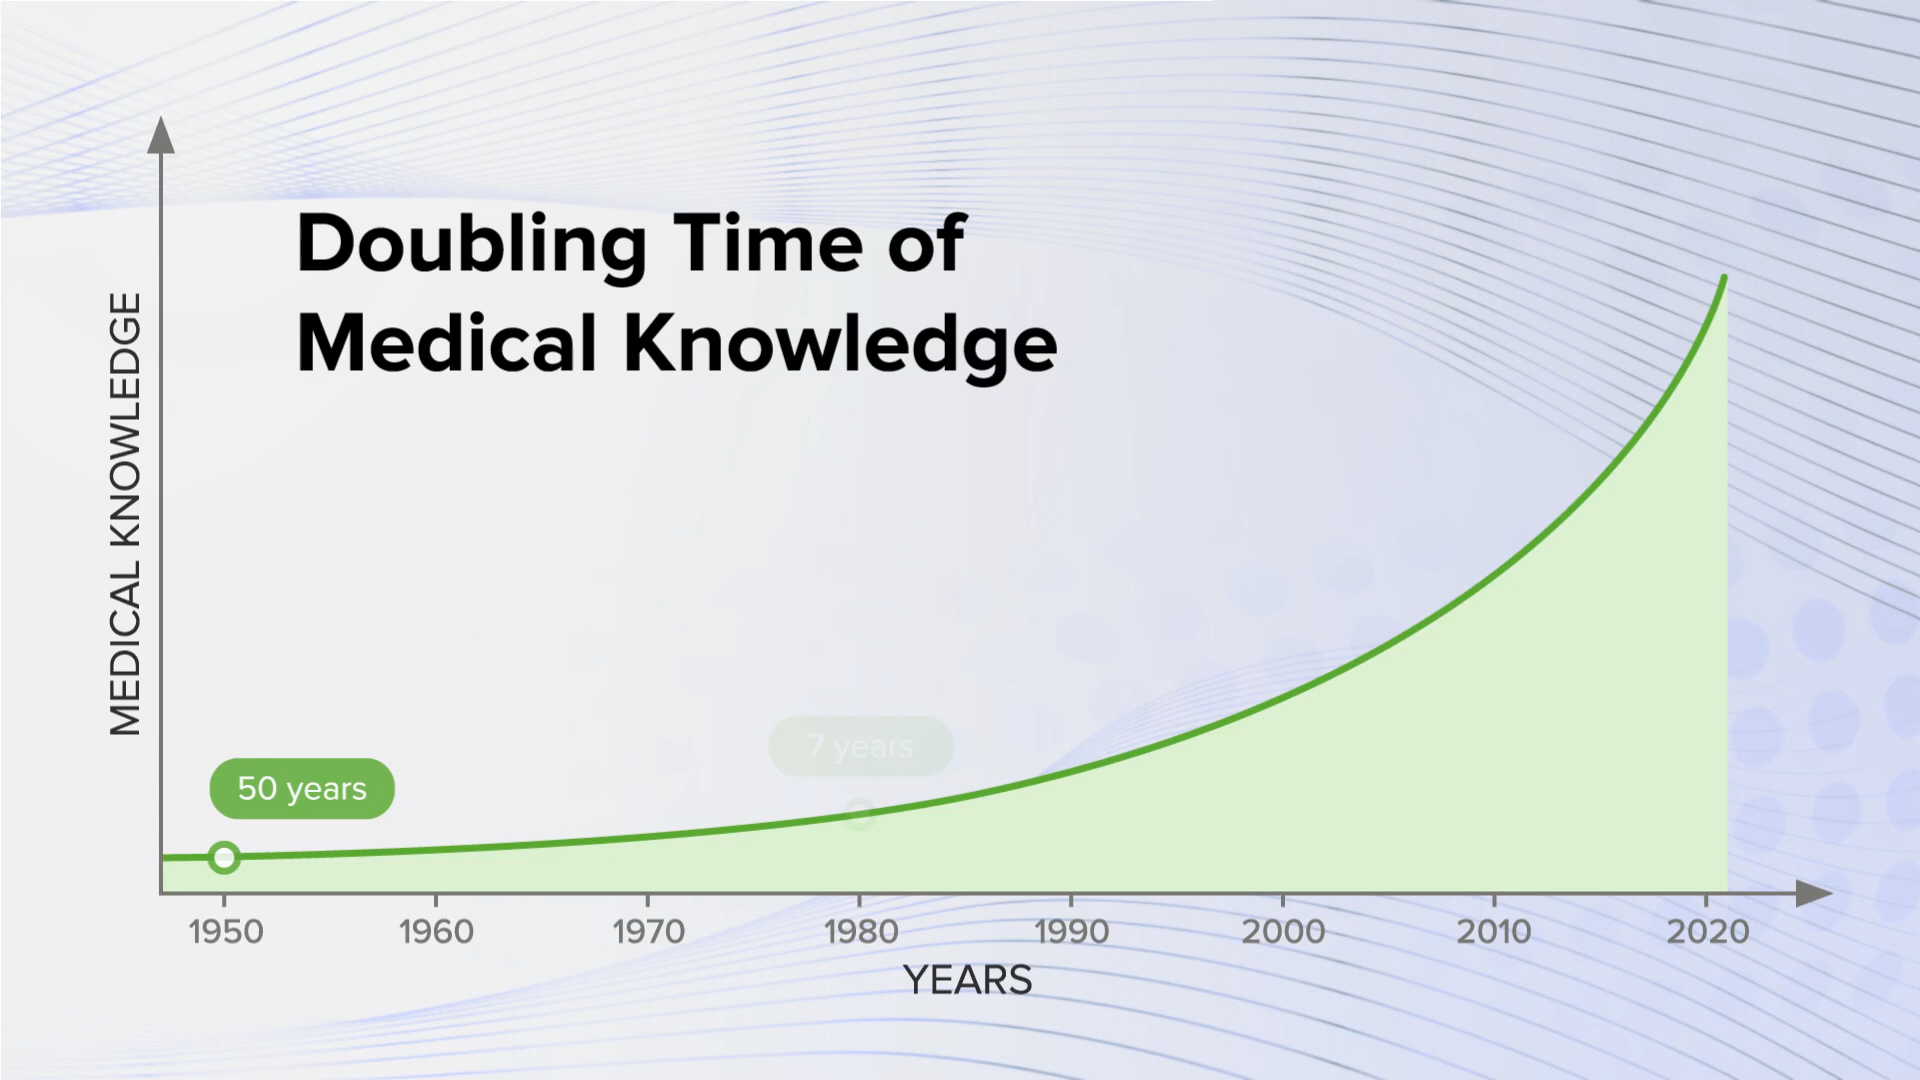 Doubling Time of
Medical Knowledge
MEDICAL KNOWLEDGE
7 years
50 years
1950 1960 1970 1980 1990 2000 2010 2020
YEARS